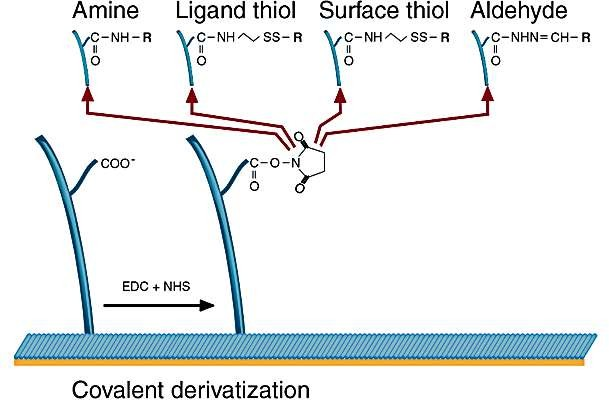 Amine Ligand thiol Surface thiol Aldehyde
C–NH–R C–NH SS–R C–NH SS–R C–NHN=CH–R
O O O O
O
COO⁻ C–O–N
O O
EDC + NHS
Covalent derivatization